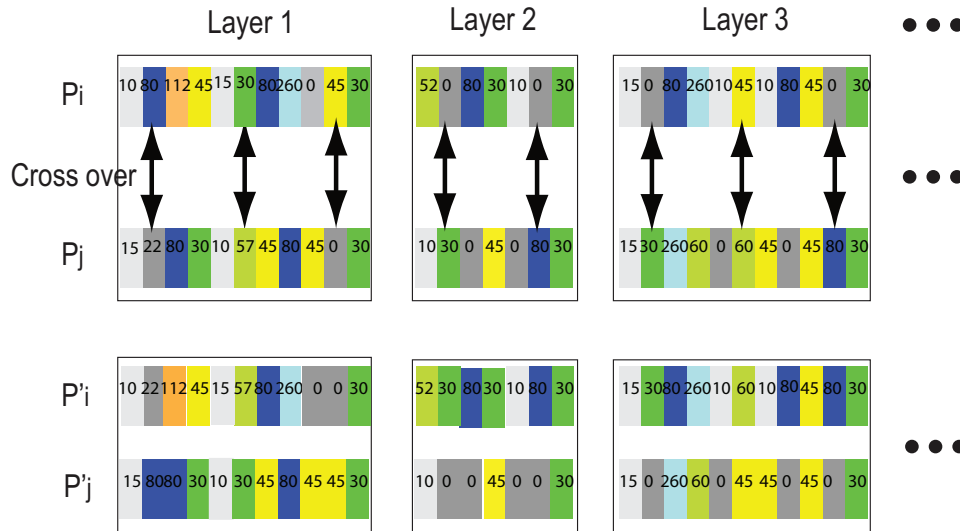 Layer 1 Layer 2 Layer 3
Pi 10 80 112 45 15 30 80 260 0 45 30 52 0 80 30 10 0 30 15 0 80 260 10 45 10 80 45 0 30
Cross over
Pj 15 22 80 30 10 57 45 80 45 0 30 10 30 0 45 0 80 30 15 30 260 60 0 60 45 0 45 80 30
P'i 10 22 112 45 15 57 80 260 0 0 30 52 30 80 30 10 80 30 15 30 80 260 10 60 10 80 45 80 30
P'j 15 80 80 30 10 30 45 80 45 45 30 10 0 0 45 0 0 30 15 0 260 60 0 45 45 0 45 0 30